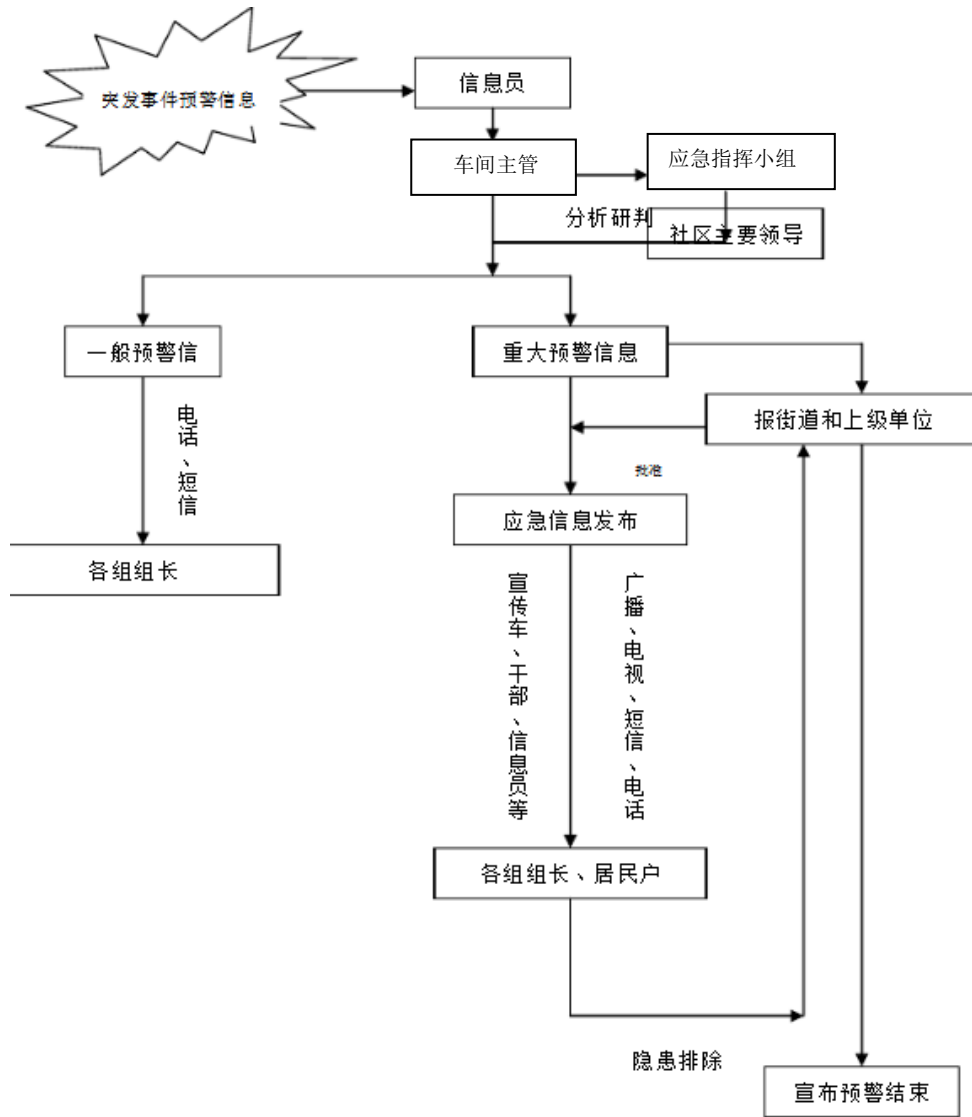 突发事件预警信息
信息员
车间主管
应急指挥小组
分析研判
社区主要领导
一般预警信
重大预警信息
电话、短信
报街道和上级单位
批准
应急信息发布
各组组长
宣传车、干部、信息员等
广播、电视、短信、电话
各组组长、居民户
隐患排除
宣布预警结束